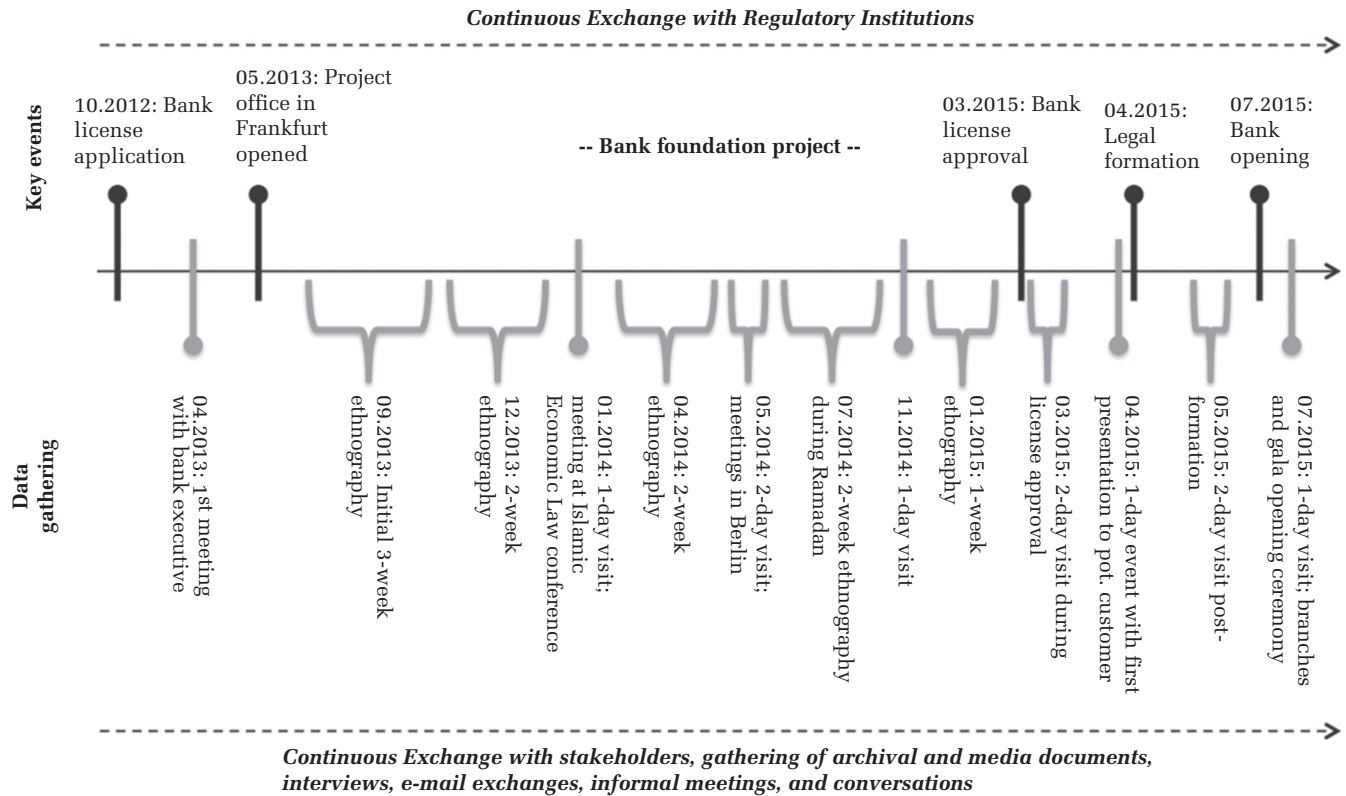 Continuous Exchange with Regulatory Institutions
Key events
10.2012: Bank
license
application
05.2013: Project
office in
Frankfurt
opened
-- Bank foundation project --
03.2015: Bank
license
approval
04.2015:
Legal
formation
07.2015:
Bank
opening
Data
gathering
04.2013: 1st meeting
with bank executive
09.2013: Initial 3-week
ethnography
12.2013: 2-week
ethnography
01.2014: 1-day visit;
meeting at Islamic
Economic Law conference
04.2014: 2-week
ethnography
05.2014: 2-day visit;
meetings in Berlin
07.2014: 2-week ethnography
during Ramadan
11.2014: 1-day visit
01.2015: 1-week
ethography
03.2015: 2-day visit during
license approval
04.2015: 1-day event with first
presentation to pot. customer
05.2015: 2-day visit post-
formation
07.2015: 1-day visit; branches
and gala opening ceremony
Continuous Exchange with stakeholders, gathering of archival and media documents,
interviews, e-mail exchanges, informal meetings, and conversations